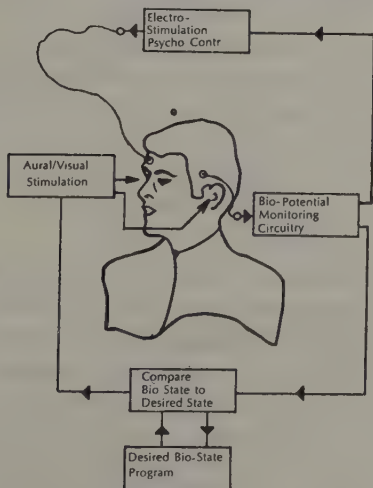 Electro-
Stimulation
Psycho Contr
Aural/Visual
Stimulation
Bio-Potential
Monitoring
Circuitry
Compare
Bio State to
Desired State
Desired Bio-State
Program